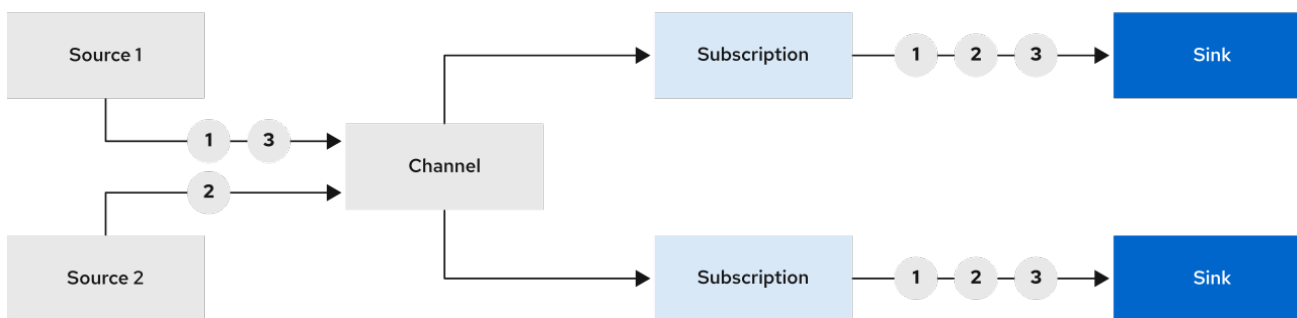 Source 1
Subscription
1 2 3
Sink
1 3
Channel
2
Source 2
Subscription
1 2 3
Sink